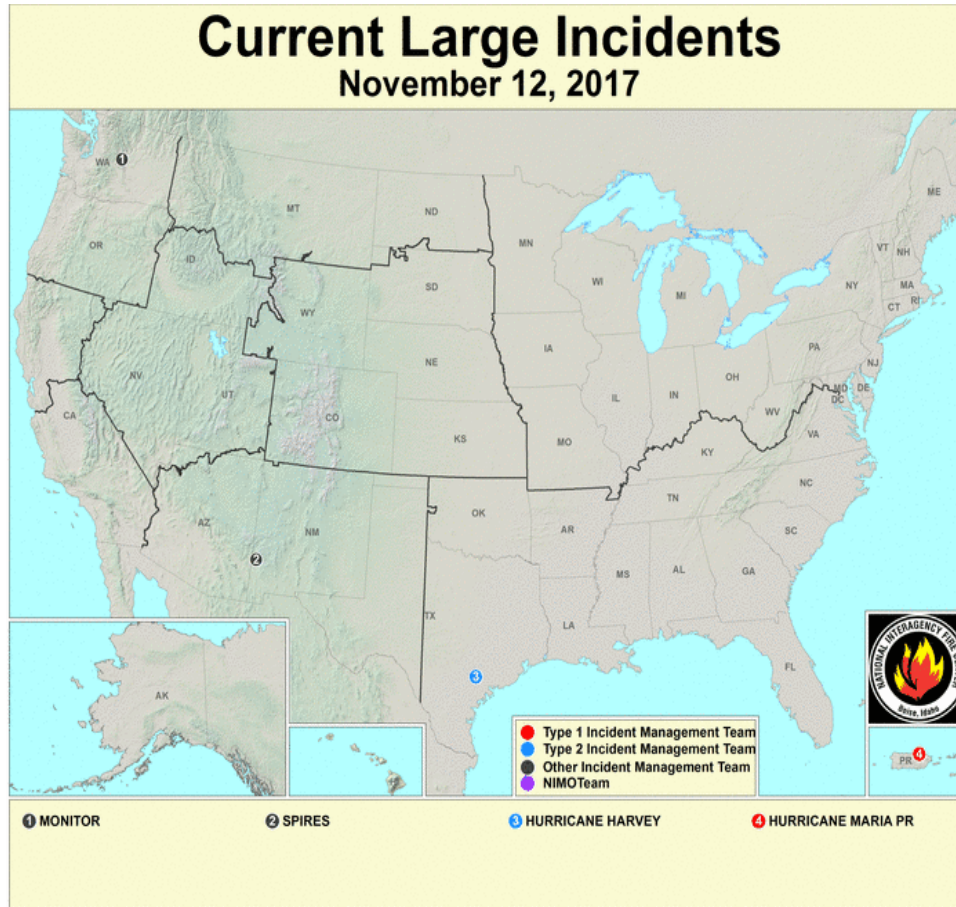 Current Large Incidents
November 12, 2017
WA
1
MT
ND
MN
ME
OR
ID
VT
NH
SD
WI
MI
NY
MA
CT
RI
WY
IA
PA
NV
NE
OH
NJ
UT
IL
IN
MD
DE
DC
CA
CO
WV
KS
MO
VA
KY
NC
TN
OK
AZ
NM
AR
SC
2
MS
AL
GA
TX
LA
NATIONAL INTERAGENCY FIRE CENTER
Boise, Idaho
FL
3
AK
Type 1 Incident Management Team
Type 2 Incident Management Team
Other Incident Management Team
NIMOTeam
PR
4
1 MONITOR
2 SPIRES
3 HURRICANE HARVEY
4 HURRICANE MARIA PR